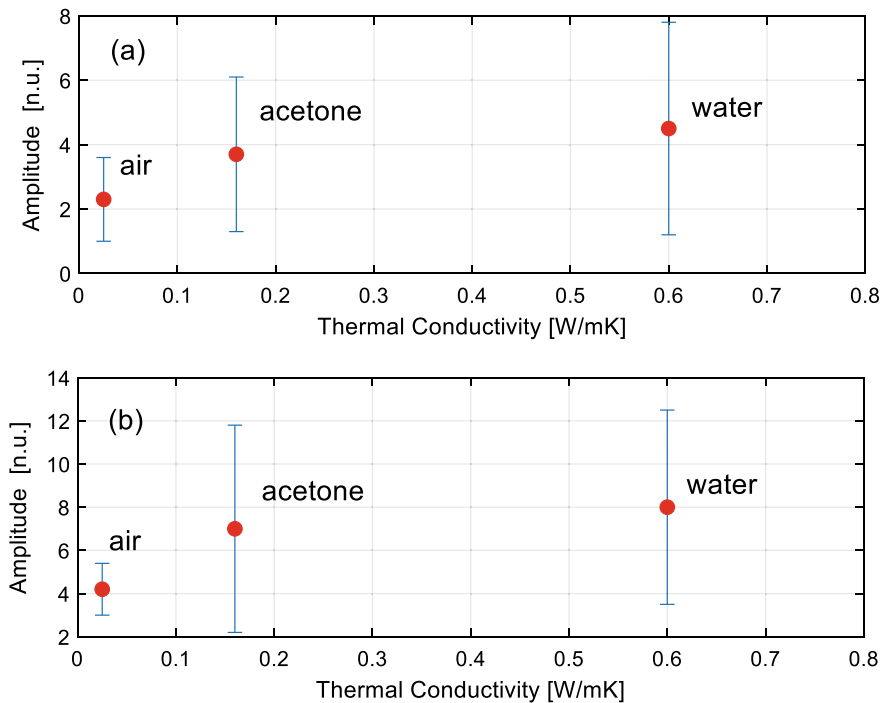 8
(a)
water
acetone
6
4
air
2
0
Amplitude [n.u.]
0 0.1 0.2 0.3 0.4 0.5 0.6 0.7 0.8
Thermal Conductivity [W/mK]
14
(b)
12
10
acetone
water
8
air
6
4
2
Amplitude [n.u.]
0 0.1 0.2 0.3 0.4 0.5 0.6 0.7 0.8
Thermal Conductivity [W/mK]